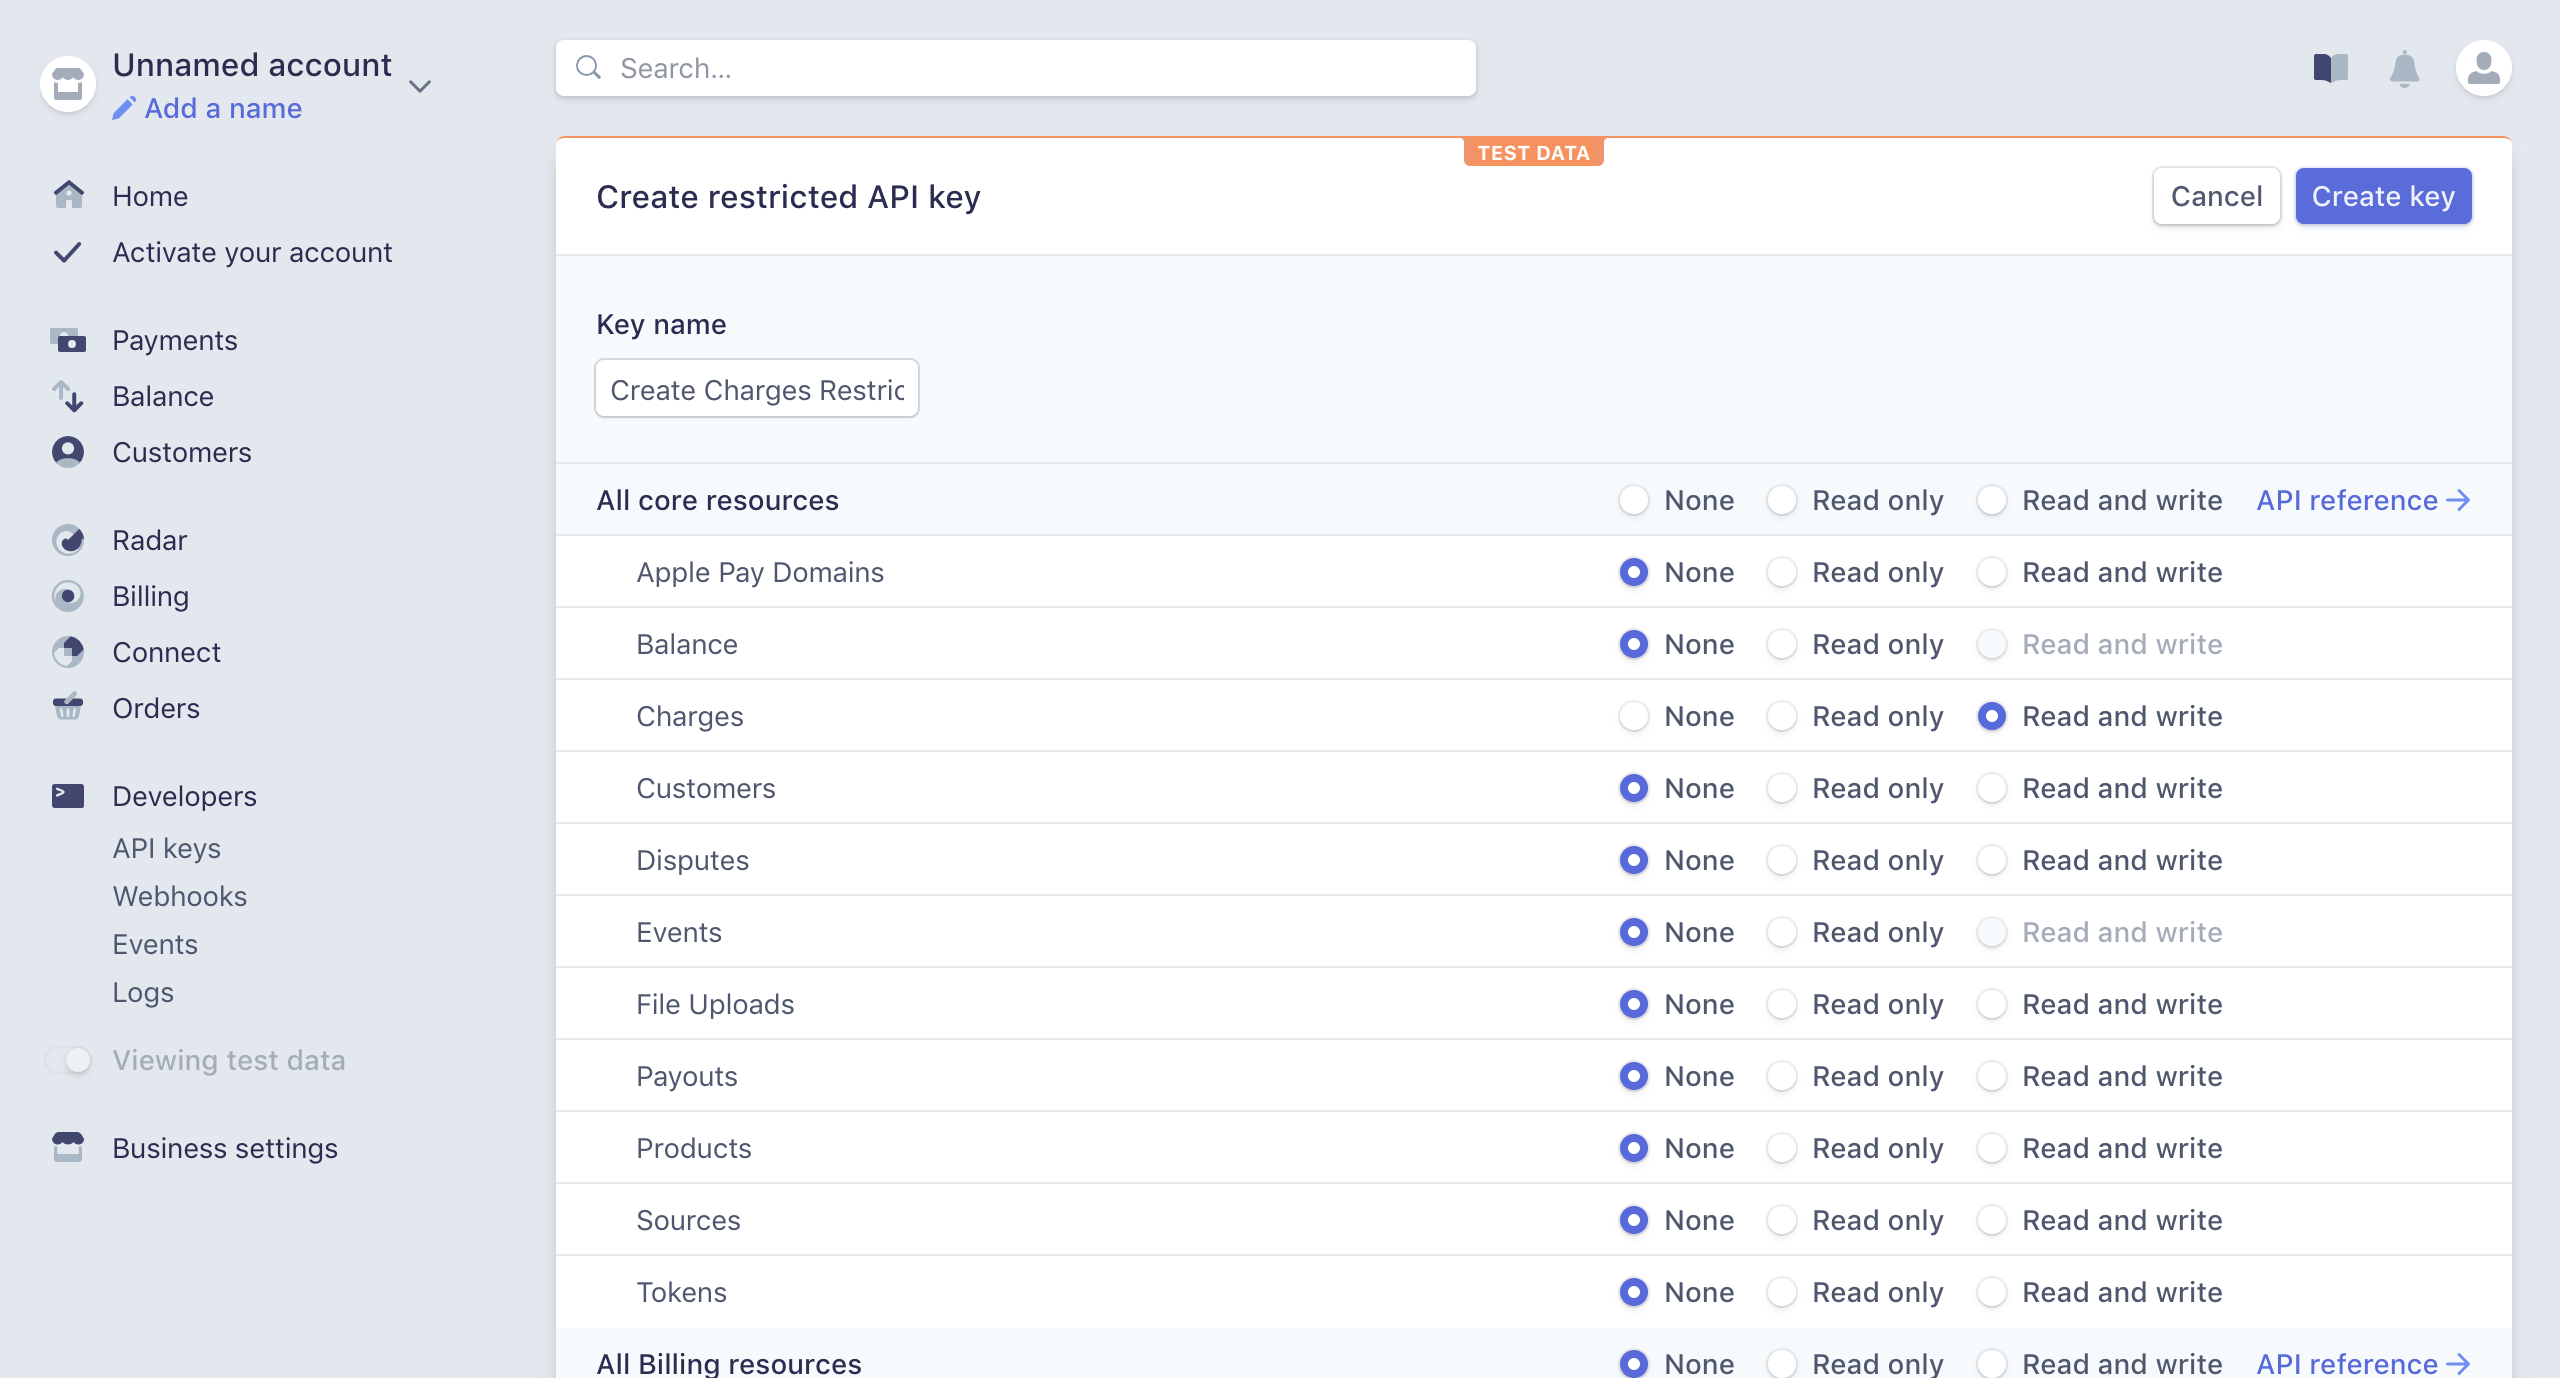 Unnamed account
Add a name
Search...
Home
Activate your account
Payments
Balance
Customers
Radar
Billing
Connect
Orders
Developers
API keys
Webhooks
Events
Logs
Viewing test data
Business settings
TEST DATA
Create restricted API key
Cancel
Create key
Key name
Create Charges Restric
All core resources None Read only Read and write API reference
Apple Pay Domains None Read only Read and write
Balance None Read only Read and write
Charges None Read only Read and write
Customers None Read only Read and write
Disputes None Read only Read and write
Events None Read only Read and write
File Uploads None Read only Read and write
Payouts None Read only Read and write
Products None Read only Read and write
Sources None Read only Read and write
Tokens None Read only Read and write
All Billing resources None Read only Read and write API reference